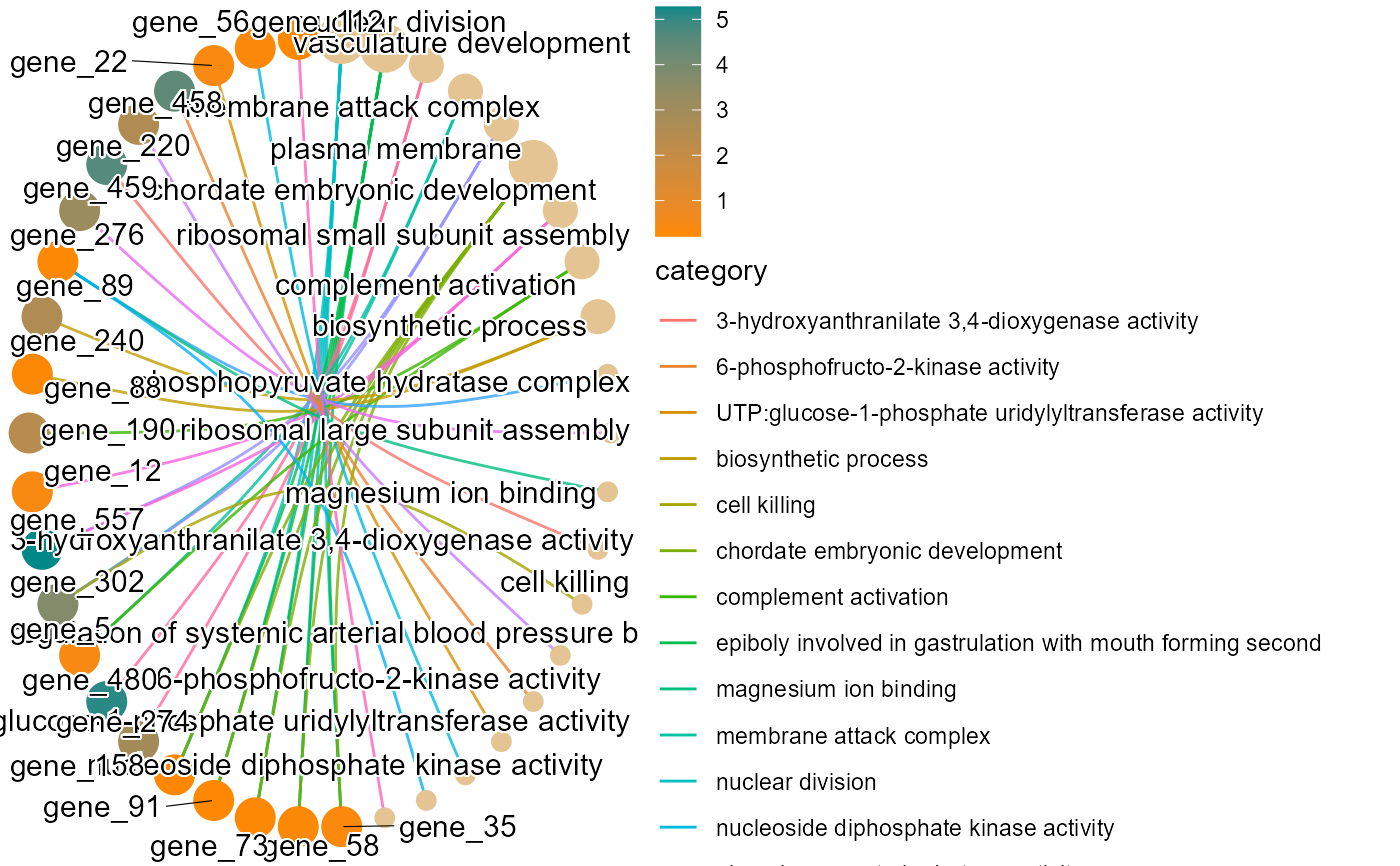 gene_56
gene_112
nuclear division
vasculature development
gene_22
gene_458
membrane attack complex
gene_220
plasma membrane
gene_459
chordate embryonic development
gene_276
ribosomal small subunit assembly
gene_89
complement activation
biosynthetic process
gene_240
gene_88
phosphopyruvate hydratase complex
gene_190
ribosomal large subunit assembly
gene_12
magnesium ion binding
gene_557
3-hydroxyanthranilate 3,4-dioxygenase activity
gene_302
cell killing
gene_5
of systemic arterial blood pressure b
gene_480
6-phosphofructo-2-kinase activity
gene_274
uridylyltransferase activity
gene_158
nucleoside diphosphate kinase activity
gene_91
gene_35
gene_73
gene_58
5
4
3
2
1
category
3-hydroxyanthranilate 3,4-dioxygenase activity
6-phosphofructo-2-kinase activity
UTP:glucose-1-phosphate uridylyltransferase activity
biosynthetic process
cell killing
chordate embryonic development
complement activation
epiboly involved in gastrulation with mouth forming second
magnesium ion binding
membrane attack complex
nuclear division
nucleoside diphosphate kinase activity